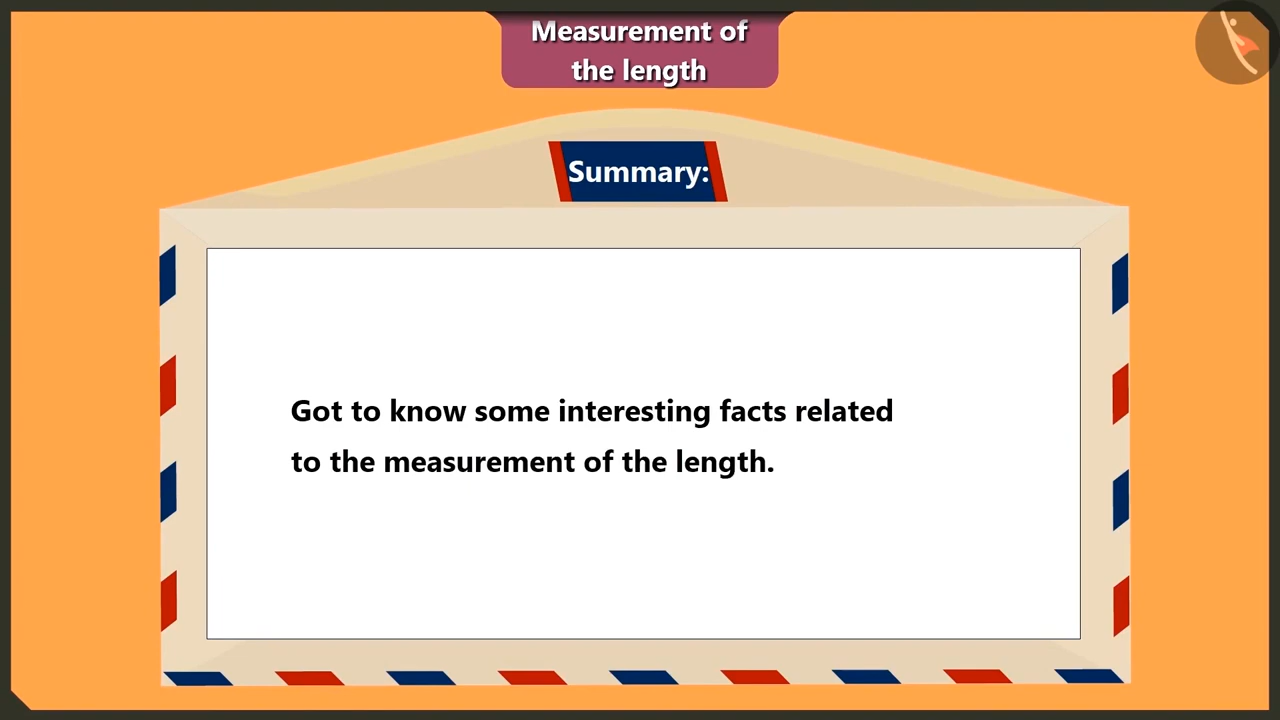 Measurement of
the length
Summary:
Got to know some interesting facts related
to the measurement of the length.